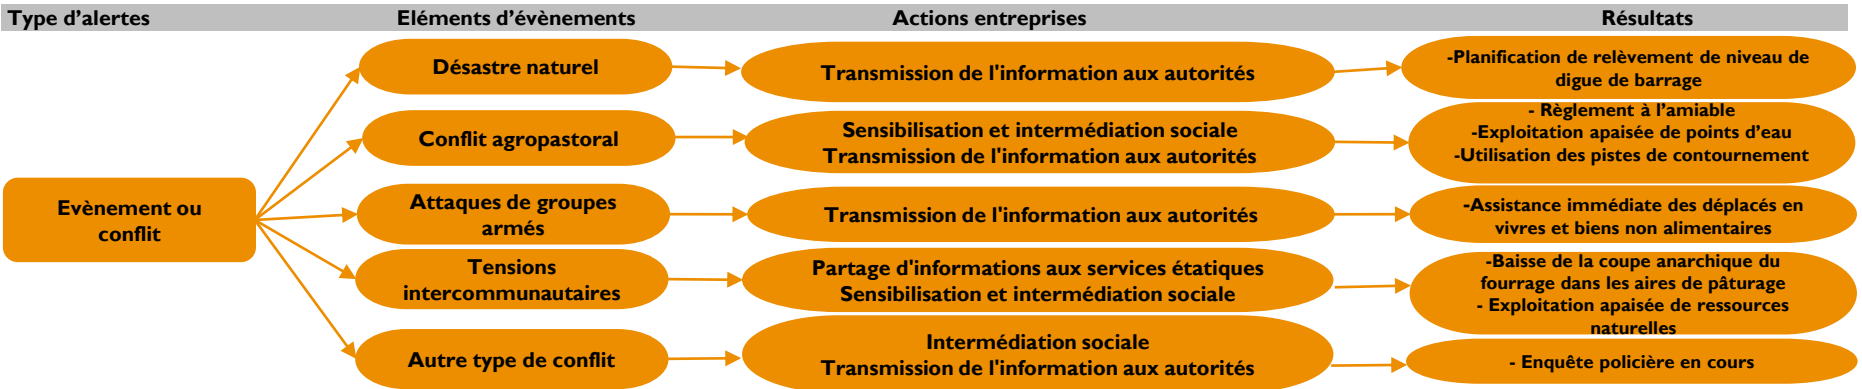 Type d’alertes Eléments d’évènements Actions entreprises Résultats
Evènement ou
conflit
Désastre naturel
Transmission de l'information aux autorités
-Planification de relèvement de niveau de
digue de barrage
Conflit agropastoral
Sensibilisation et intermédiation sociale
Transmission de l'information aux autorités
- Règlement à l’amiable
-Exploitation apaisée de points d’eau
-Utilisation des pistes de contournement
Attaques de groupes
armés
Transmission de l'information aux autorités
-Assistance immédiate des déplacés en
vivres et biens non alimentaires
Tensions
intercommunautaires
Partage d'informations aux services étatiques
Sensibilisation et intermédiation sociale
-Baisse de la coupe anarchique du
fourrage dans les aires de pâturage
- Exploitation apaisée de ressources
naturelles
Autre type de conflit
Intermédiation sociale
Transmission de l'information aux autorités
- Enquête policière en cours